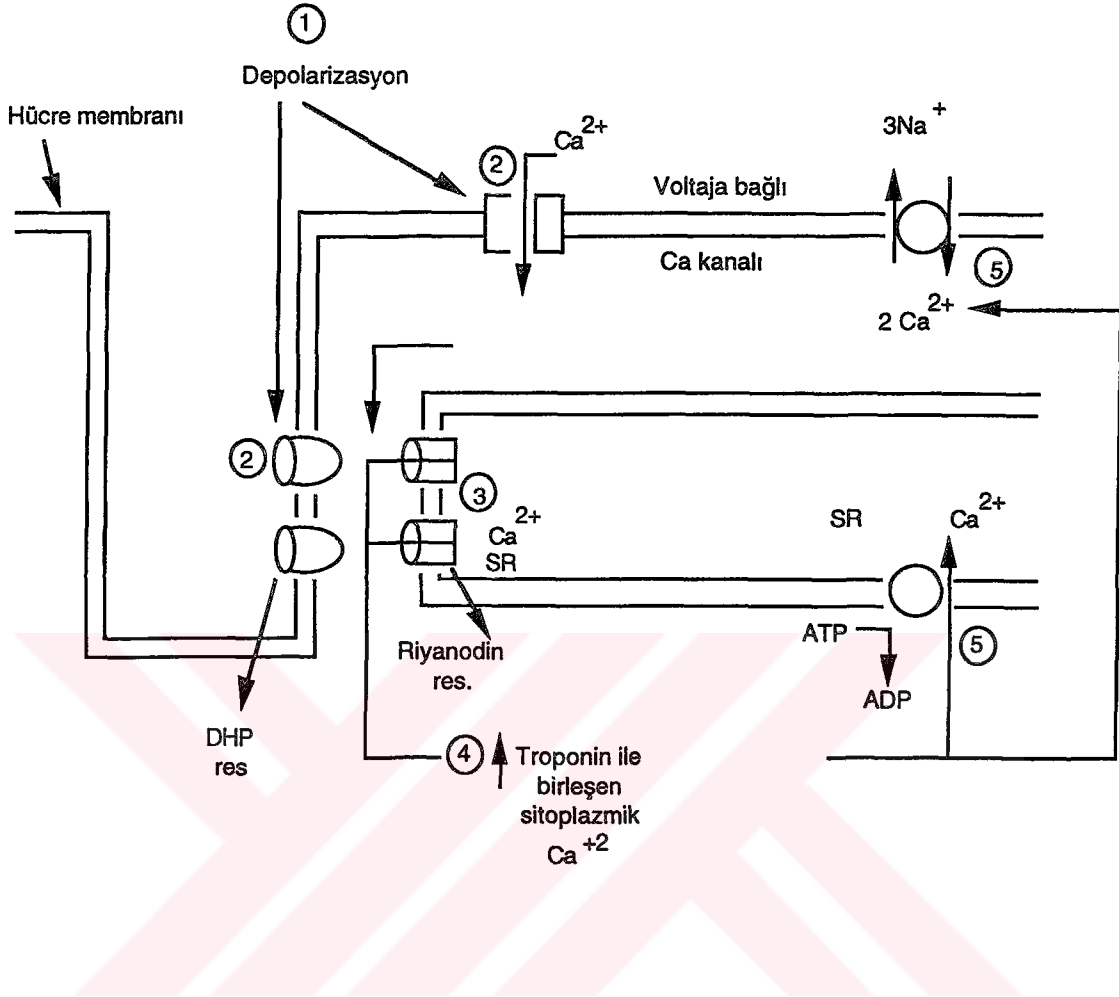 1
Depolarizasyon
Hücre membranı
2
Ca2+
3Na+
Voltaja bağlı
Ca kanalı
5
2 Ca2+
2
3
Ca2+
SR
SR
Ca2+
Riyanodin
res.
ATP
ADP
5
DHP
res
4
Troponin ile
birleşen
sitoplazmik
Ca+2